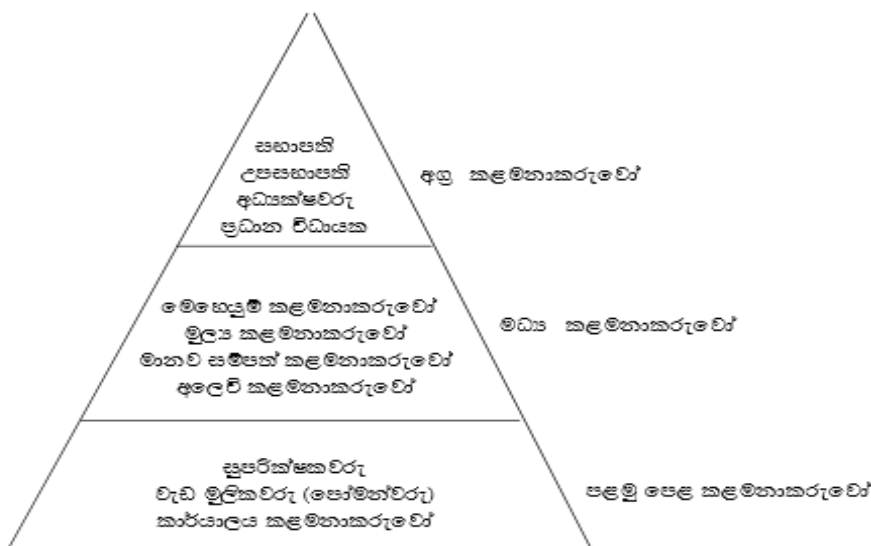 සභාපති
උපසභාපති
අධ්‍යක්ෂවරු
ප්‍රධාන විධායක
අග්‍ර කළමනාකරුවෝ
මෙහෙයුම් කළමනාකරුවෝ
මුල්‍ය කළමනාකරුවෝ
මානව සම්පත් කළමනාකරුවෝ
අලෙවි කළමනාකරුවෝ
මධ්‍ය කළමනාකරුවෝ
සුපරික්ෂකවරු
වැඩ මුලිකවරු (පෝමන්වරු)
කාර්යාලය කළමනාකරුවෝ
පළමු පෙළ කළමනාකරුවෝ